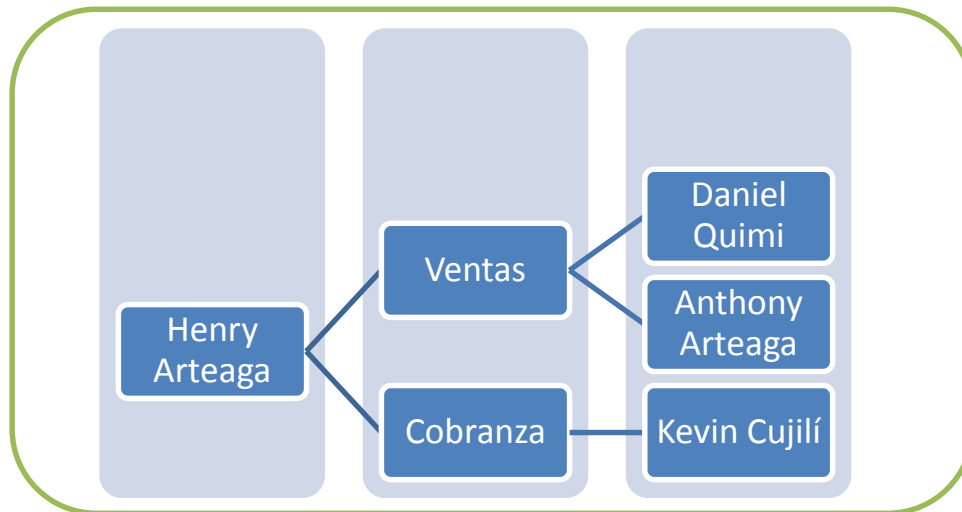 Henry
Arteaga
Ventas
Cobranza
Daniel
Quimi
Anthony
Arteaga
Kevin Cujilí